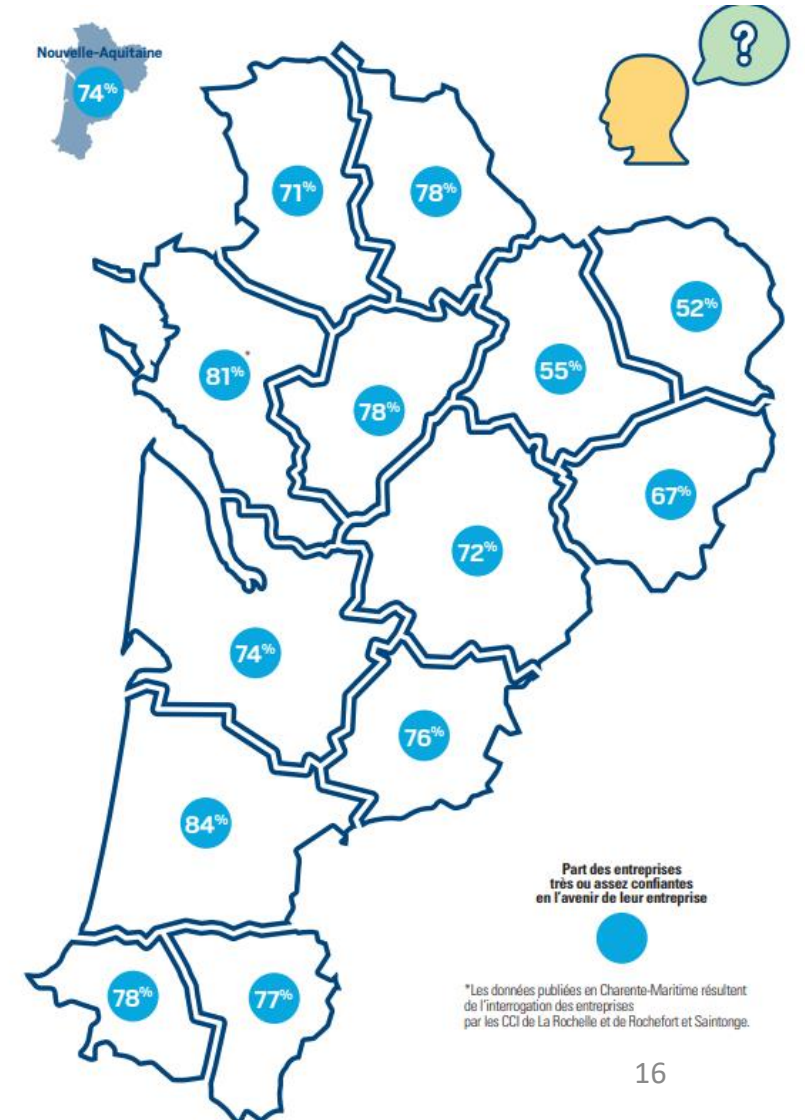 Nouvelle-Aquitaine
74%
?
71%
78%
52%
81%*
55%
78%
67%
72%
74%
76%
84%
Part des entreprises
très ou assez confiantes
en l'avenir de leur entreprise
78%
77%
*Les données publiées en Charente-Maritime résultent
de l'interrogation des entreprises
par les CCI de La Rochelle et de Rochefort et Saintonge.
16